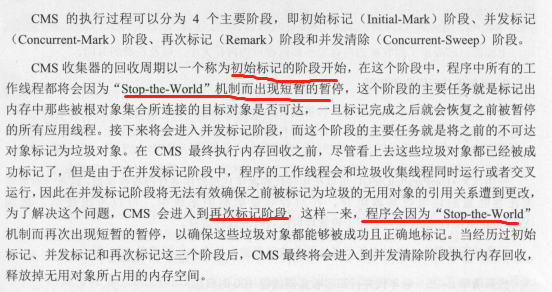 CMS 的执行过程可以分为 4 个主要阶段，即初始标记（Initial-Mark）阶段、并发标记
（Concurrent-Mark）阶段、再次标记（Remark）阶段和并发清除（Concurrent-Sweep）阶段。
CMS 收集器的回收周期以一个称为初始标记的阶段开始，在这个阶段中，程序中所有的工
作线程都将会因为“Stop-the-World”机制而出现短暂的暂停，这个阶段的主要任务就是标记出
内存中那些被根对象集合所连接的目标对象是否可达，一旦标记完成之后就会恢复之前被暂停
的所有应用线程。接下来将会进入并发标记阶段，而这个阶段的主要任务就是将之前的不可达
对象标记为垃圾对象。在 CMS 最终执行内存回收之前，尽管看上去这些垃圾对象都已经被成
功标记了，但是由于在并发标记阶段中，程序的工作线程会和垃圾收集线程同时运行或者交叉
运行，因此在并发标记阶段将无法有效确保之前被标记为垃圾的无用对象的引用关系遭到更改，
为了解决这个问题，CMS 会进入到再次标记阶段，这样一来，程序会因为“Stop-the-World”
机制而再次出现短暂的暂停，以确保这些垃圾对象都能够被成功且正确地标记。当经历过初始
标记、并发标记和再次标记这三个阶段后，CMS 最终将会进入到并发清除阶段执行内存回收，
释放掉无用对象所占用的内存空间。